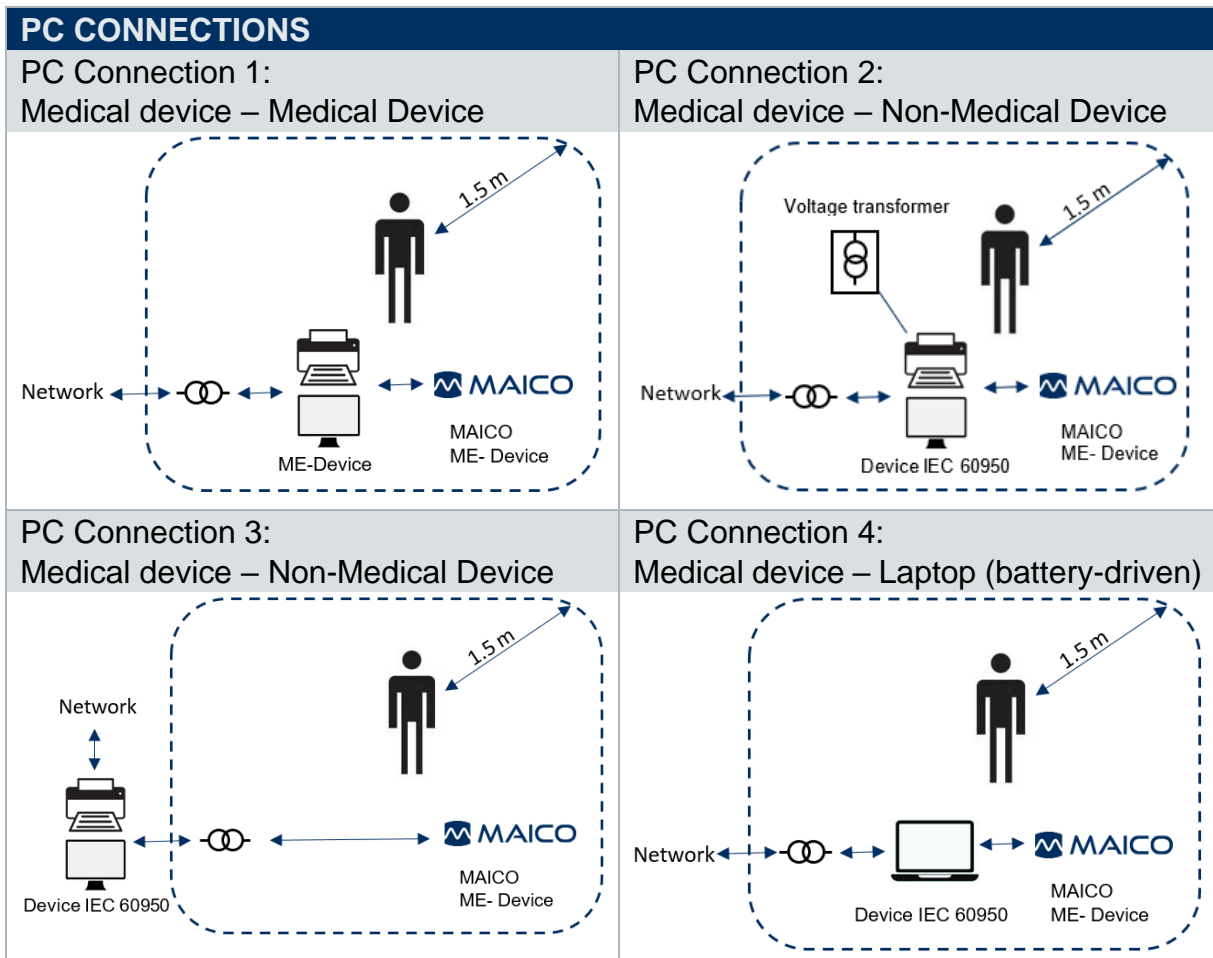 PC CONNECTIONS
PC Connection 1:
Medical device – Medical Device
1.5 m
Network
MAICO
ME-Device
MAICO
ME- Device
PC Connection 2:
Medical device – Non-Medical Device
Voltage transformer
1.5 m
Network
MAICO
Device IEC 60950
MAICO
ME- Device
PC Connection 3:
Medical device – Non-Medical Device
1.5 m
Network
MAICO
Device IEC 60950
MAICO
ME- Device
PC Connection 4:
Medical device – Laptop (battery-driven)
1.5 m
Network
MAICO
Device IEC 60950
MAICO
ME- Device